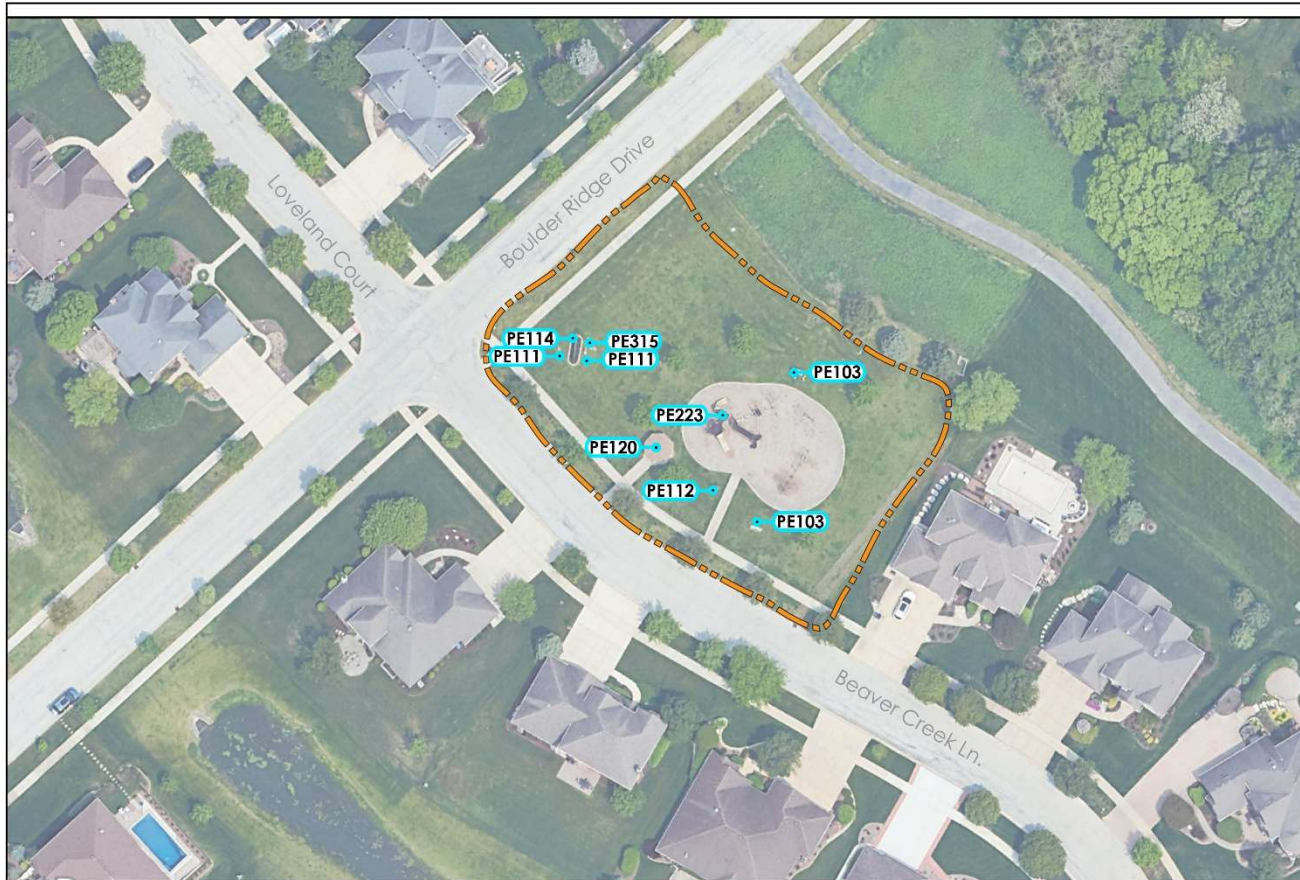 Loveland Court
Boulder Ridge Drive
PE114
PE315
PE111
PE111
PE103
PE223
PE120
PE112
PE103
Beaver Creek Ln.